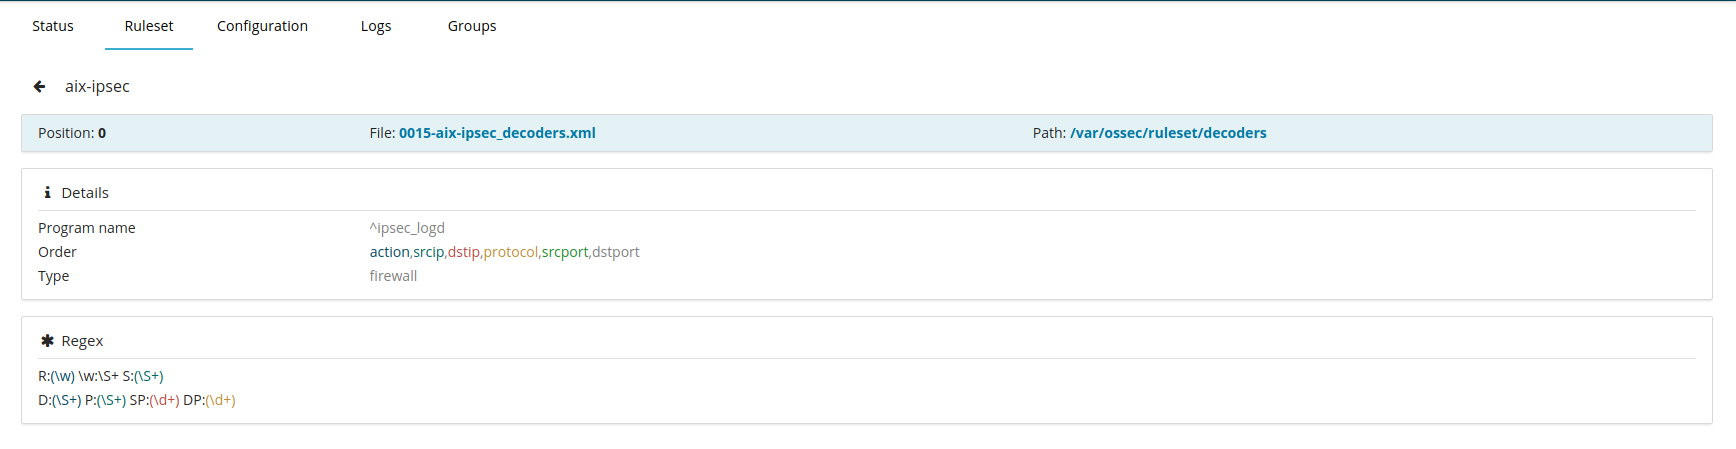 Status Ruleset Configuration Logs Groups
aix-ipsec
Position: 0 File: 0015-aix-ipsec_decoders.xml Path: /var/ossec/ruleset/decoders
Details
Program name ^ipsec_logd
Order action,srcip,dstip,protocol,srcport,dstport
Type firewall
Regex
R:(\w) \w:\S+ S:(\S+)
D:(\S+) P:(\S+) SP:(\d+) DP:(\d+)